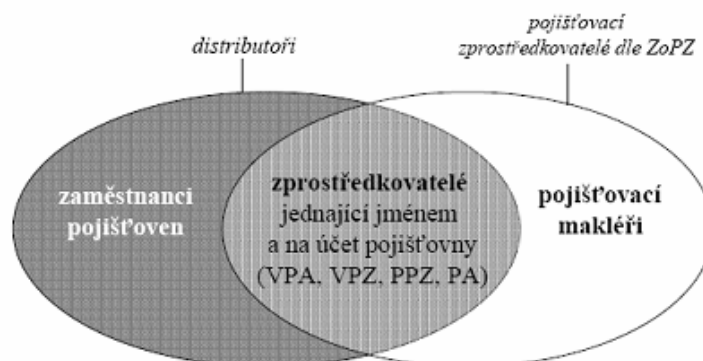 distributoři
pojišťovací
zprostředkovatelé dle ZoPZ
zaměstnanci
pojišťoven
zprostředkovatelé
jednající jménem
a na účet pojišťovny
(VPA, VPZ, PPZ, PA)
pojišťovací
makléři